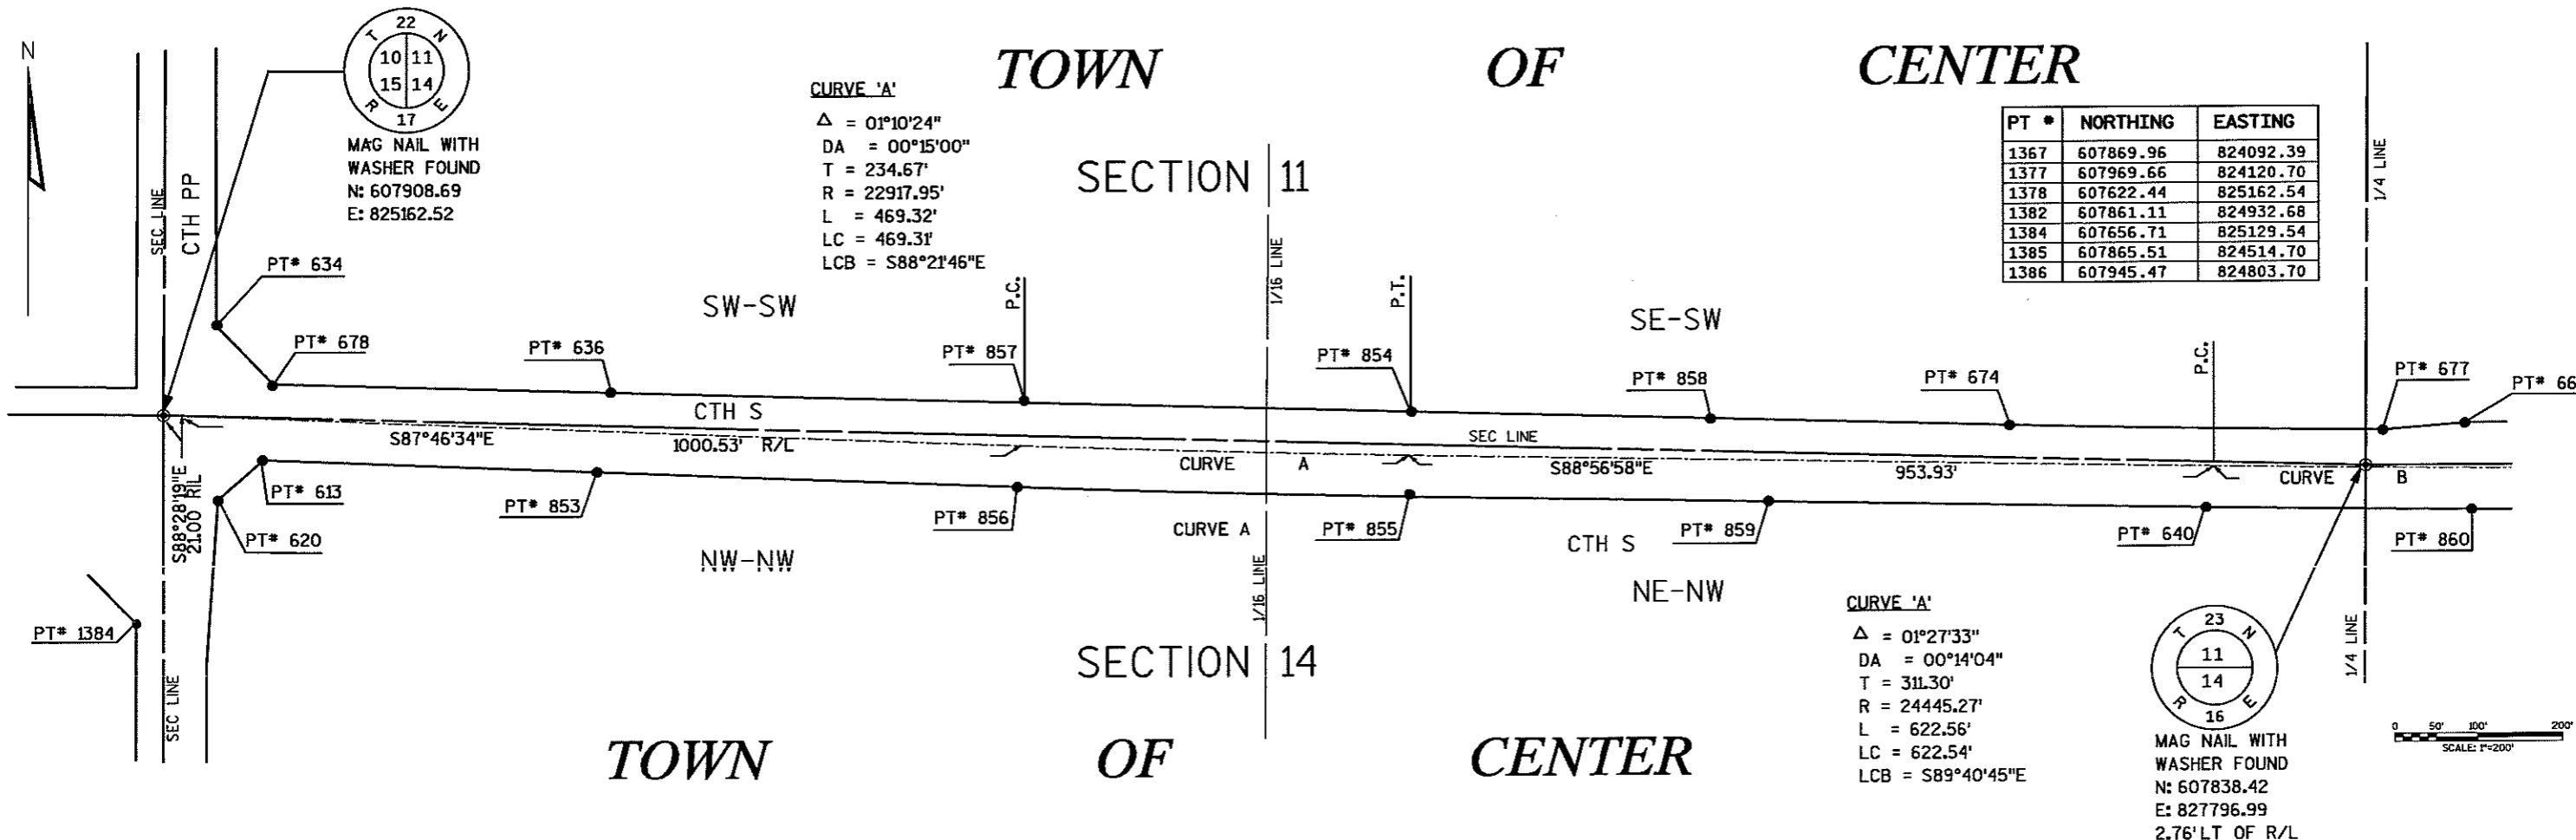 N
22
T N
10 11
15 14
R E
17
MAG NAIL WITH
WASHER FOUND
N: 607908.69
E: 825162.52
TOWN OF CENTER
CURVE 'A'
Δ = 01°10'24"
DA = 00°15'00"
T = 234.67'
R = 22917.95'
L = 469.32'
LC = 469.31'
LCB = S88°21'46"E
SECTION 11
PT # NORTHING EASTING
1367 607869.96 824092.39
1377 607969.66 824120.70
1378 607622.44 825162.54
1382 607861.11 824932.68
1384 607656.71 825129.54
1385 607865.51 824514.70
1386 607945.47 824803.70
1/4 LINE
SEC LINE
CTH PP
1/16 LINE
PT# 634
SW-SW
P.C.
P.T.
SE-SW
P.C.
PT# 678
PT# 636
PT# 857
PT# 854
PT# 858
PT# 674
PT# 677
PT# 66
CTH S
S87°46'34"E
1000.53' R/L
SEC LINE
CURVE A
S88°56'58"E
953.93'
CURVE B
S88°28'19"E
21.00 R/L
PT# 613
PT# 853
PT# 856
CURVE A
PT# 855
PT# 859
PT# 640
PT# 860
PT# 620
CTH S
NW-NW
NE-NW
1/16 LINE
PT# 1384
SEC LINE
SECTION 14
CURVE 'A'
Δ = 01°27'33"
DA = 00°14'04"
T = 311.30'
R = 24445.27'
L = 622.56'
LC = 622.54'
LCB = S89°40'45"E
1/4 LINE
23
T N
11
14
R E
16
MAG NAIL WITH
WASHER FOUND
N: 607838.42
E: 827796.99
2.76' LT OF R/L
0 50' 100' 200'
SCALE: 1"=200'
TOWN OF CENTER